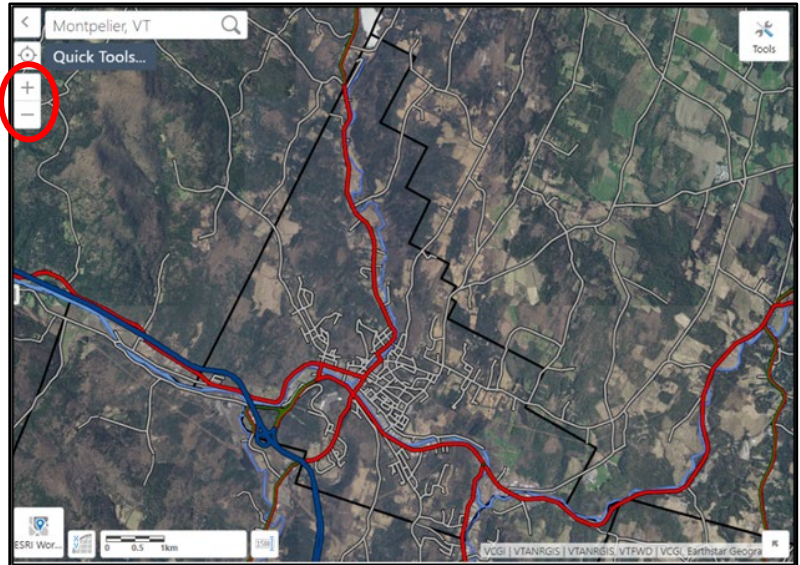 Montpelier, VT
Quick Tools...
Tools
+
−
ESRI Wor...
0 0.5 1km
VCGI | VTANRGIS | VTANRGIS, VTFWD | VCGI, Earthstar Geogra